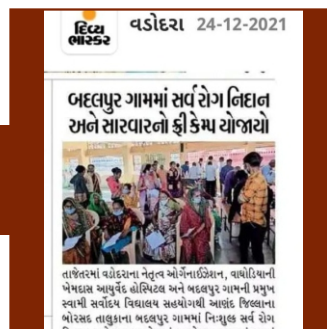 દિવ્ય
ભાસ્કર
વડોદરા 24-12-2021
બદલપુર ગામમાં સર્વ રોગ નિદાન
અને સારવારનો ફ્રી કેમ્પ યોજાયો
તાજેતરમાં વડોદરાના નેતૃત્વ ઓર્ગેનાઈઝેશન, વાઘોડિયાની
ખેમદાસ આયુર્વેદ હોસ્પિટલ અને બદલપુર ગામની પ્રમુખ
સ્વામી સર્વોદય વિદ્યાલય સહયોગથી આણંદ જિલ્લાના
બોરસદ તાલુકાના બદલપુર ગામમાં નિઃશુલ્ક સર્વ રોગ